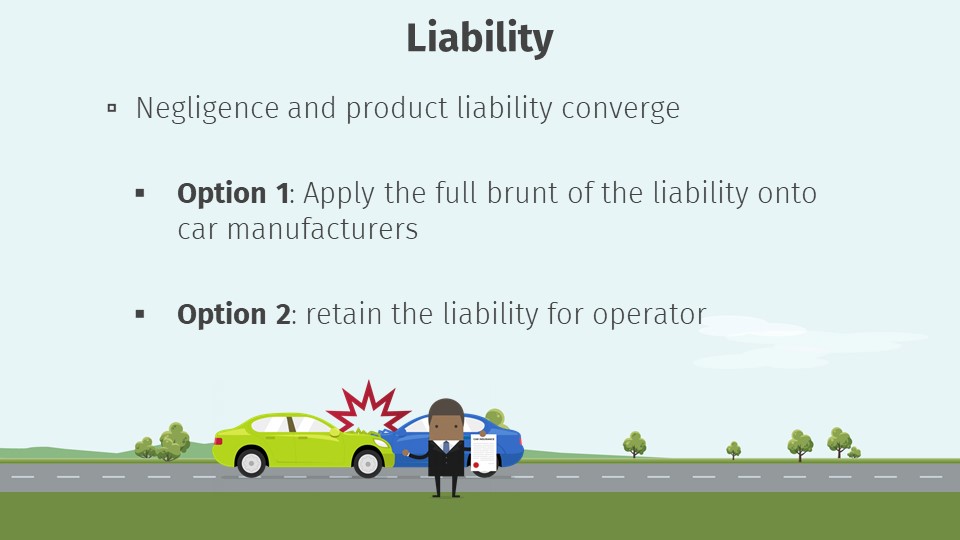 Liability
Negligence and product liability converge
Option 1: Apply the full brunt of the liability onto
car manufacturers
Option 2: retain the liability for operator